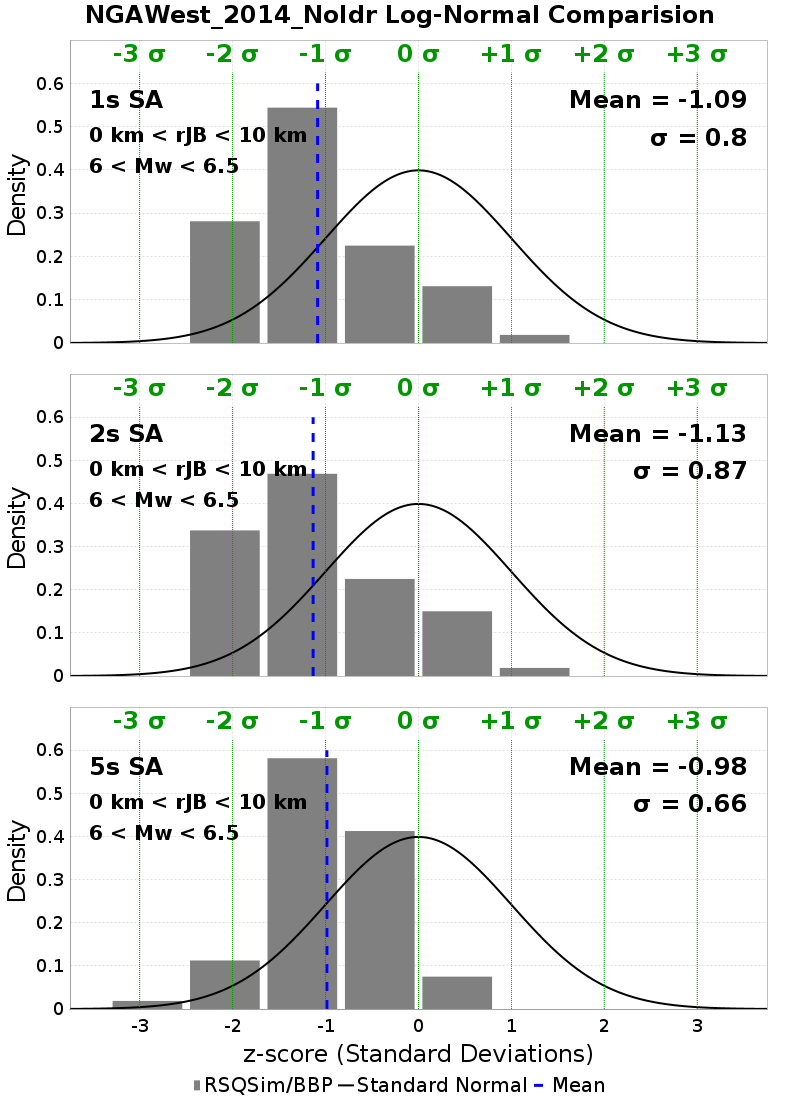 NGAWest_2014_NoIdr Log-Normal Comparision
-3 σ -2 σ -1 σ 0 σ +1 σ +2 σ +3 σ
1s SA
0 km < rJB < 10 km
6 < Mw < 6.5
Mean = -1.09
σ = 0.8
Density
0.6
0.5
0.4
0.3
0.2
0.1
0
-3 σ -2 σ -1 σ 0 σ +1 σ +2 σ +3 σ
2s SA
0 km < rJB < 10 km
6 < Mw < 6.5
Mean = -1.13
σ = 0.87
Density
0.6
0.5
0.4
0.3
0.2
0.1
0
-3 σ -2 σ -1 σ 0 σ +1 σ +2 σ +3 σ
5s SA
0 km < rJB < 10 km
6 < Mw < 6.5
Mean = -0.98
σ = 0.66
Density
0.6
0.5
0.4
0.3
0.2
0.1
0
-3 -2 -1 0 1 2 3
z-score (Standard Deviations)
RSQSim/BBP Standard Normal Mean